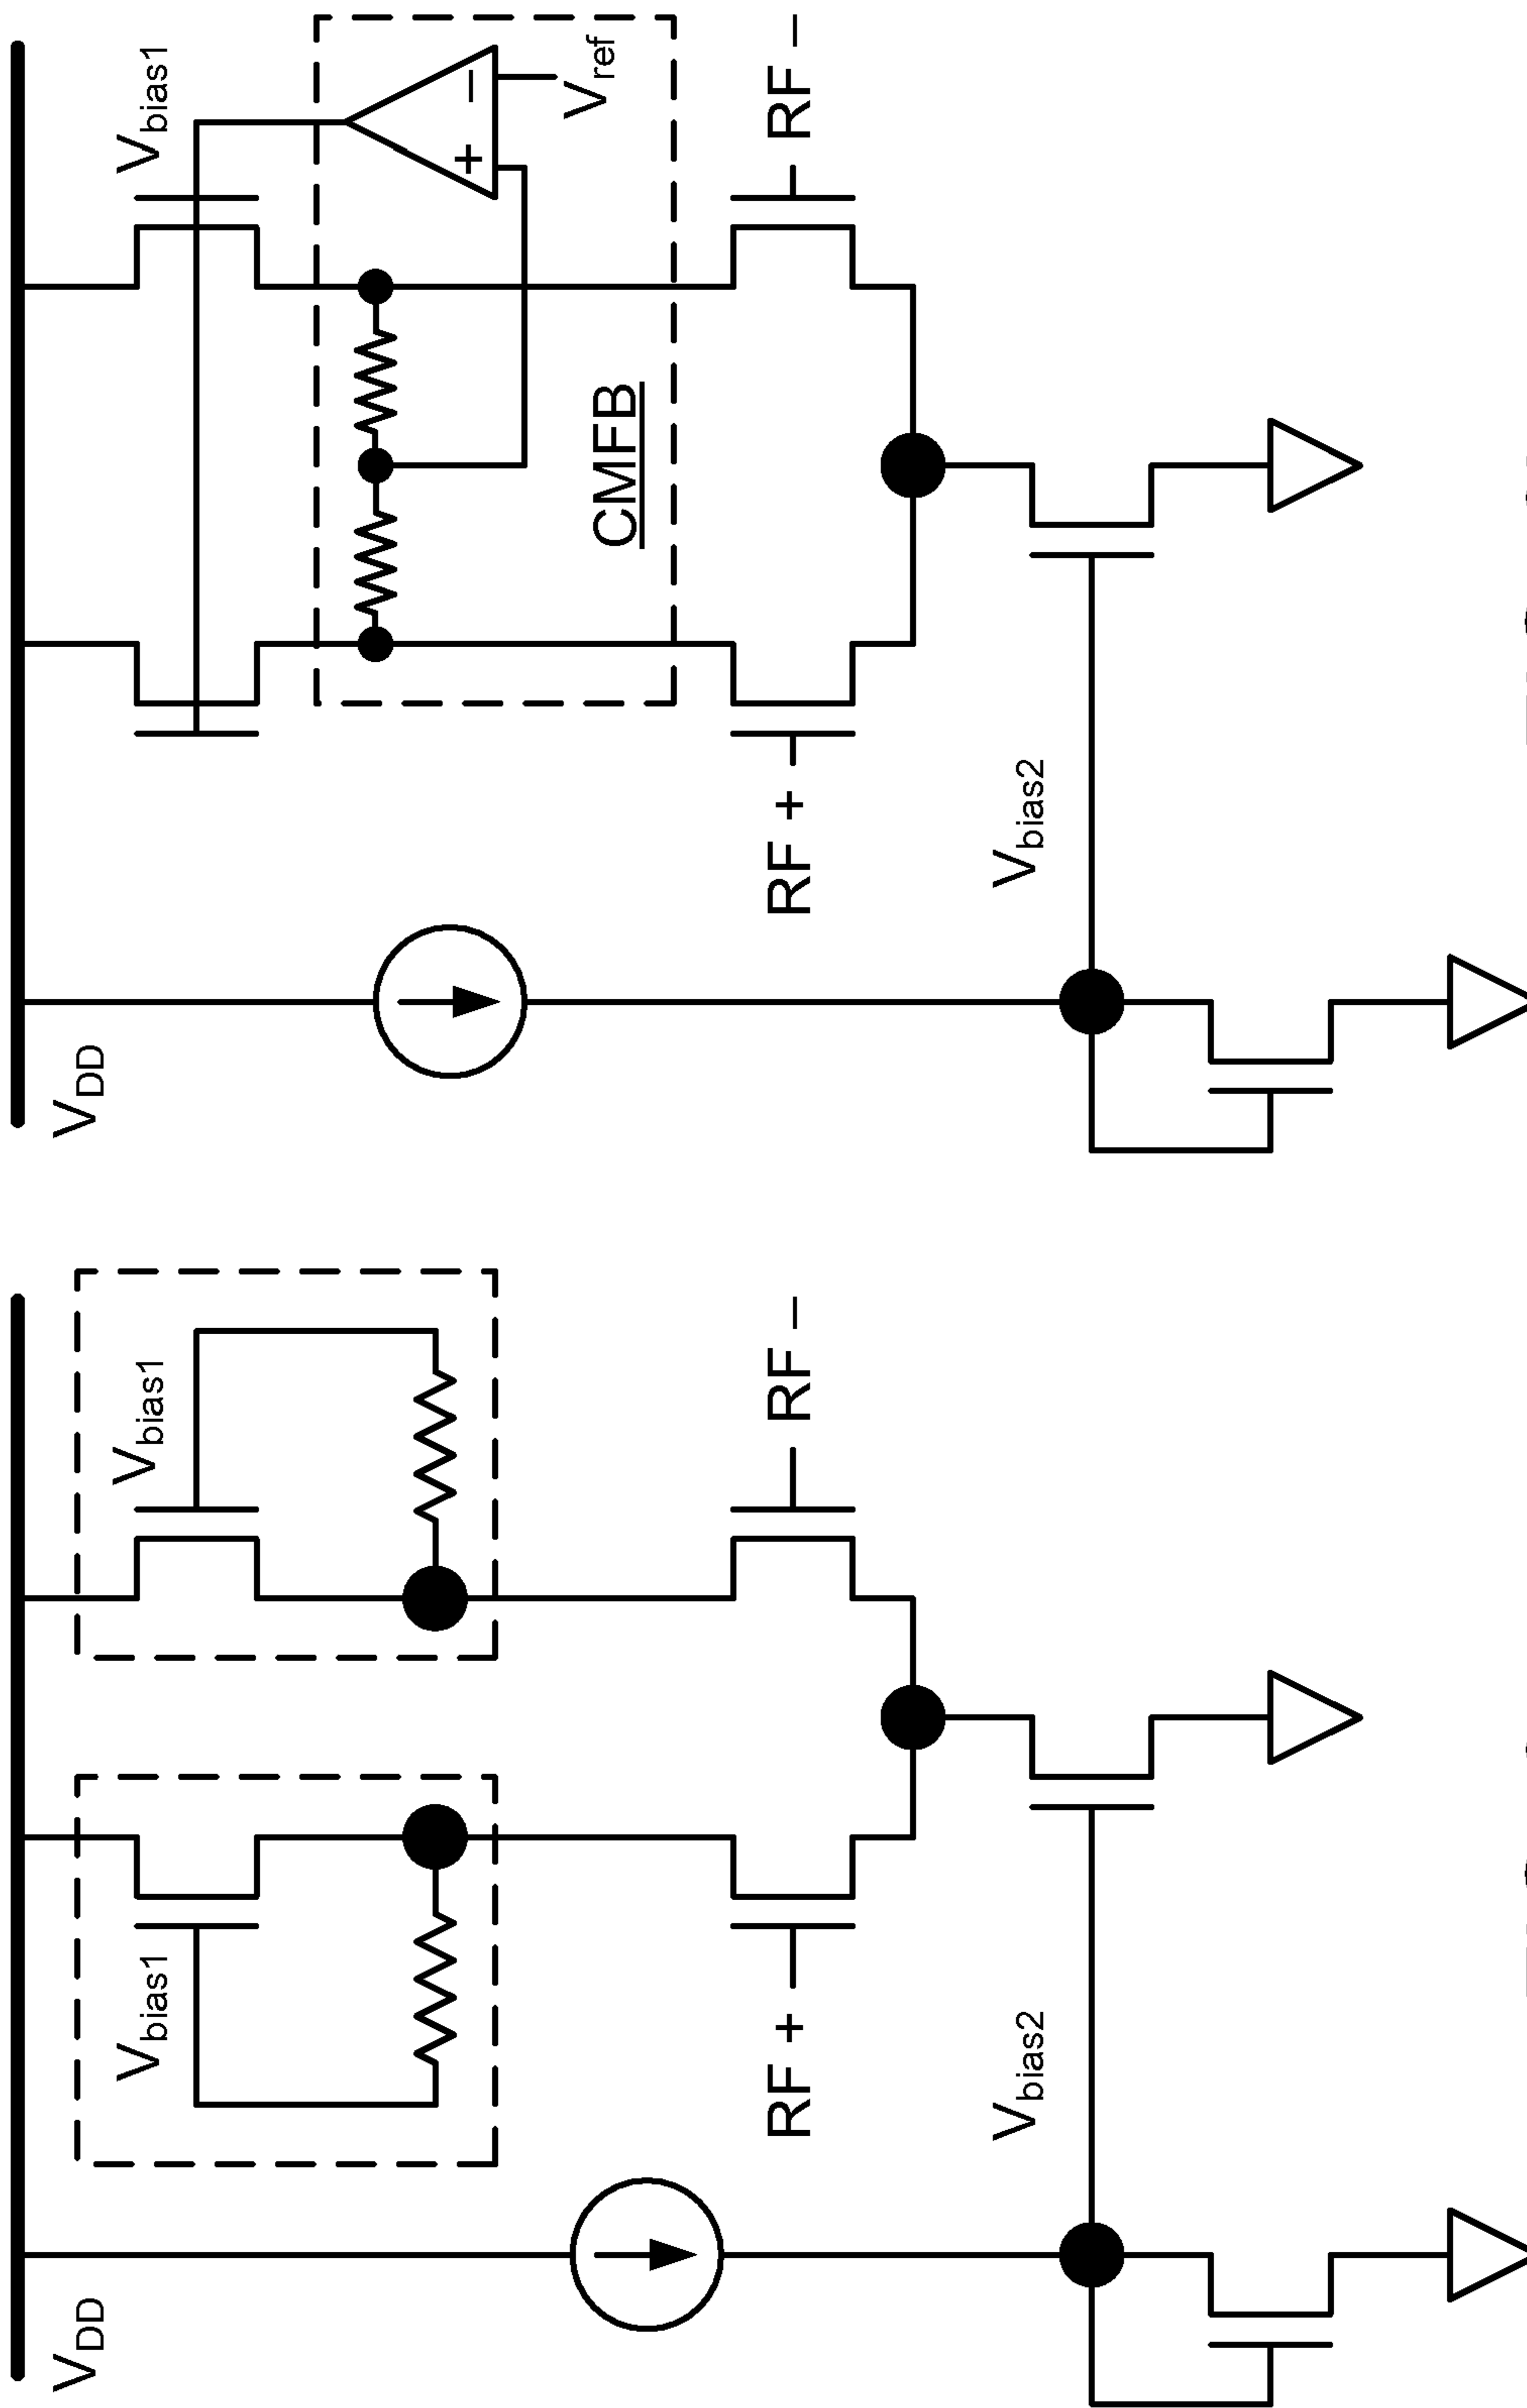 V_DD
V_bias1
V_bias1
RF +
RF −
V_bias2
V_DD
V_bias1
+ −
V_ref
CMFB
RF +
RF −
V_bias2